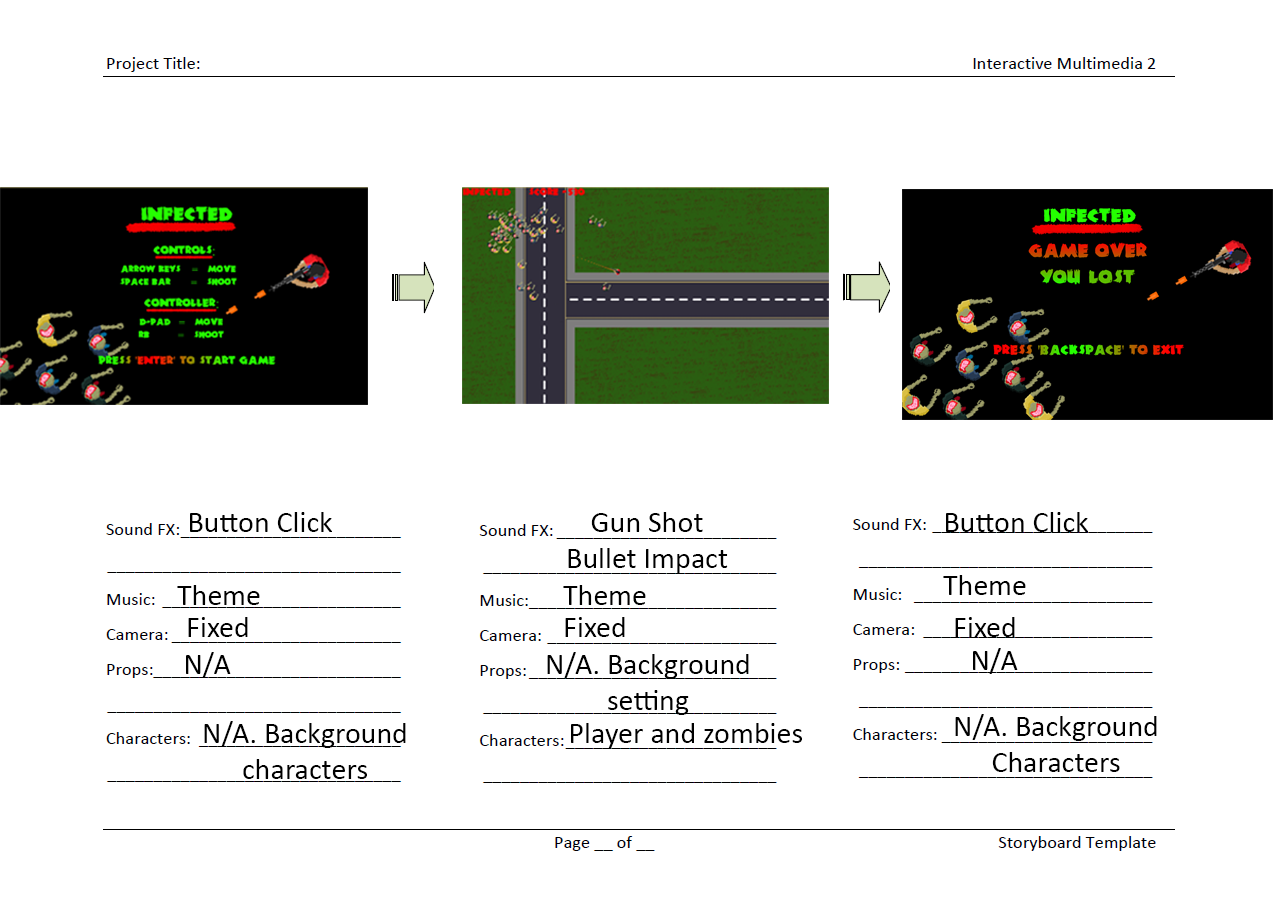 Project Title:
Interactive Multimedia 2
INFECTED
CONTROLS:
ARROW KEYS = MOVE
SPACE BAR = SHOOT
CONTROLLER:
D-PAD = MOVE
= SHOOT
PRESS 'ENTER' TO START GAME
INFECTED SCORE
INFECTED
GAME OVER
YOU LOST
PRESS 'BACKSPACE' TO EXIT
Sound FX: Button Click
Music: Theme
Camera: Fixed
Props: N/A
Characters: N/A. Background
characters
Sound FX: Gun Shot
Bullet Impact
Music: Theme
Camera: Fixed
Props: N/A. Background
setting
Characters: Player and zombies
Sound FX: Button Click
Music: Theme
Camera: Fixed
Props: N/A
Characters: N/A. Background
Characters
Page __ of __
Storyboard Template